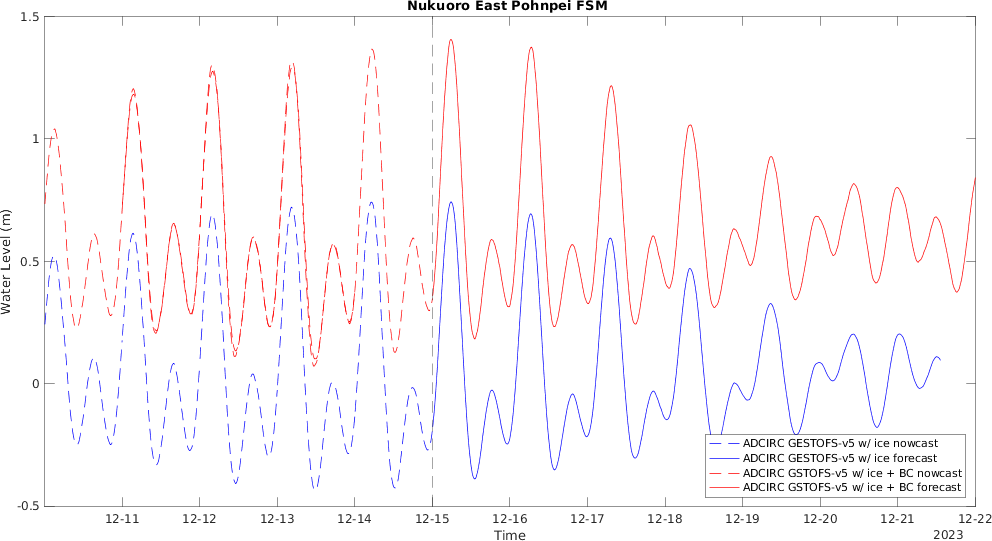 Nukuoro East Pohnpei FSM
1.5
1
0.5
0
-0.5
Water Level (m)
12-11 12-12 12-13 12-14 12-15 12-16 12-17 12-18 12-19 12-20 12-21 12-22
Time
2023
ADCIRC GESTOFS-v5 w/ ice nowcast
ADCIRC GESTOFS-v5 w/ ice forecast
ADCIRC GSTOFS-v5 w/ ice + BC nowcast
ADCIRC GSTOFS-v5 w/ ice + BC forecast